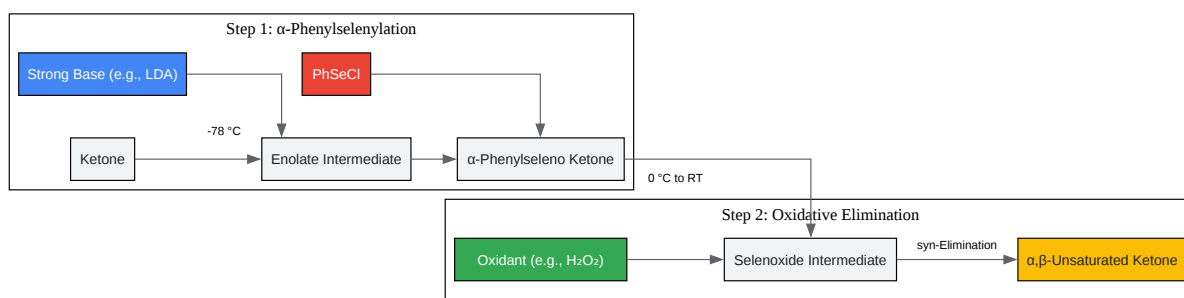 Step 1: α-Phenylselenylation
Strong Base (e.g., LDA)
PhSeCl
-78 °C
Ketone
Enolate Intermediate
α-Phenylseleno Ketone
0 °C to RT
Step 2: Oxidative Elimination
Oxidant (e.g., H₂O₂)
Selenoxide Intermediate
syn-Elimination
α,β-Unsaturated Ketone